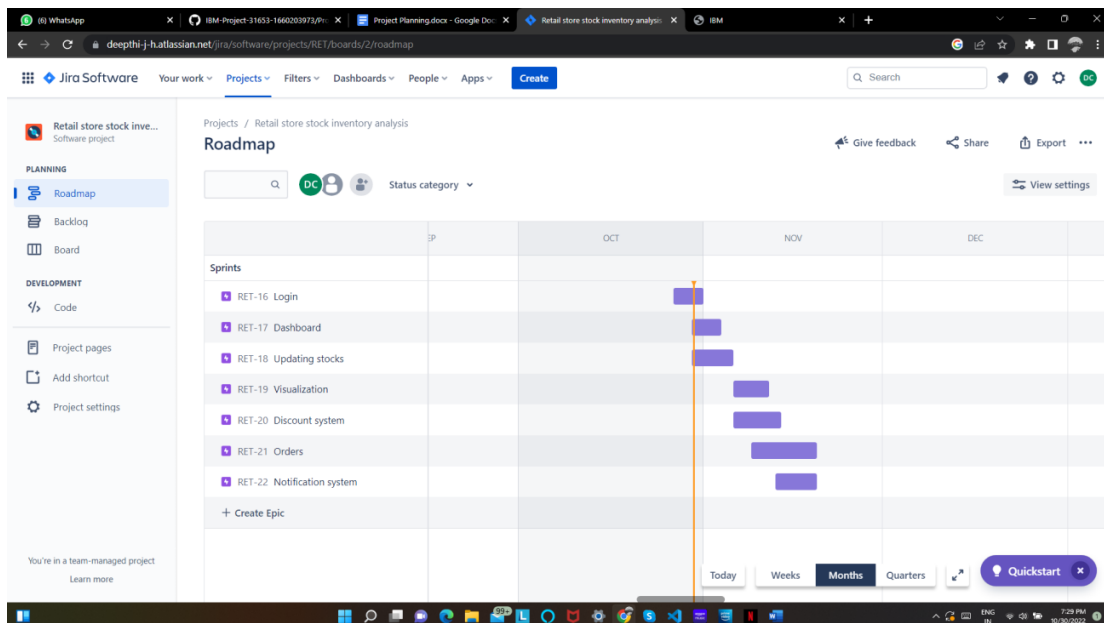 (6) WhatsApp
IBM-Project-31653-1660203973/Pro
Project Planning.docx - Google Doc
Retail store stock inventory analysis
IBM
deepthi-j-h.atlassian.net/jira/software/projects/RET/boards/2/roadmap
Jira Software
Your work
Projects
Filters
Dashboards
People
Apps
Create
Search
DC
Retail store stock inve...
Software project
PLANNING
Roadmap
Backlog
Board
DEVELOPMENT
Code
Project pages
Add shortcut
Project settings
You're in a team-managed project
Learn more
Projects / Retail store stock inventory analysis
Roadmap
Give feedback
Share
Export
DC
Status category
View settings
EP
OCT
NOV
DEC
Sprints
RET-16 Login
RET-17 Dashboard
RET-18 Updating stocks
RET-19 Visualization
RET-20 Discount system
RET-21 Orders
RET-22 Notification system
+ Create Epic
Today
Weeks
Months
Quarters
Quickstart
99+
ENG
IN
7:29 PM
10/30/2022